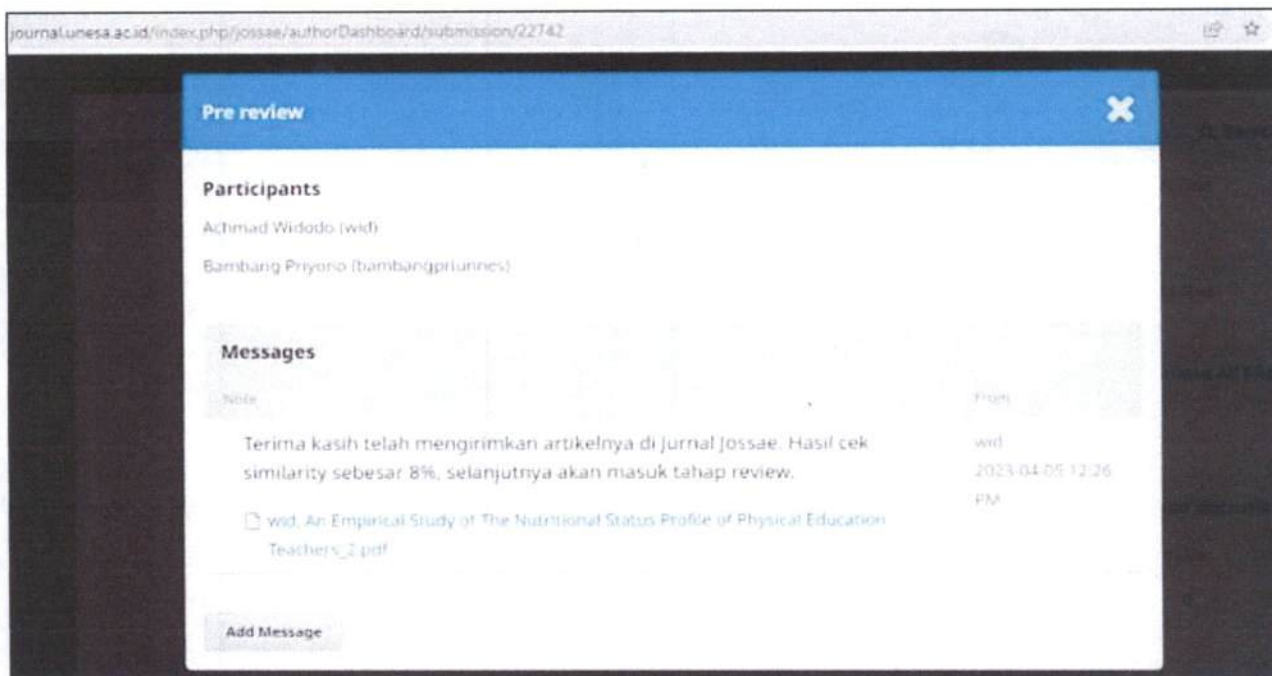 journal.unesa.ac.id/index.php/jossae/authorDashboard/submission/22742
Pre review
Participants
Achmad Widodo (wid)
Bambang Priyono (bambangpriunnes)
Messages
Note
From
Terima kasih telah mengirimkan artikelnya di Jurnal Jossae. Hasil cek
similarity sebesar 8%, selanjutnya akan masuk tahap review.
wid
2023-04-05 12:26
PM
wid, An Empirical Study of The Nutritional Status Profile of Physical Education
Teachers_2.pdf
Add Message